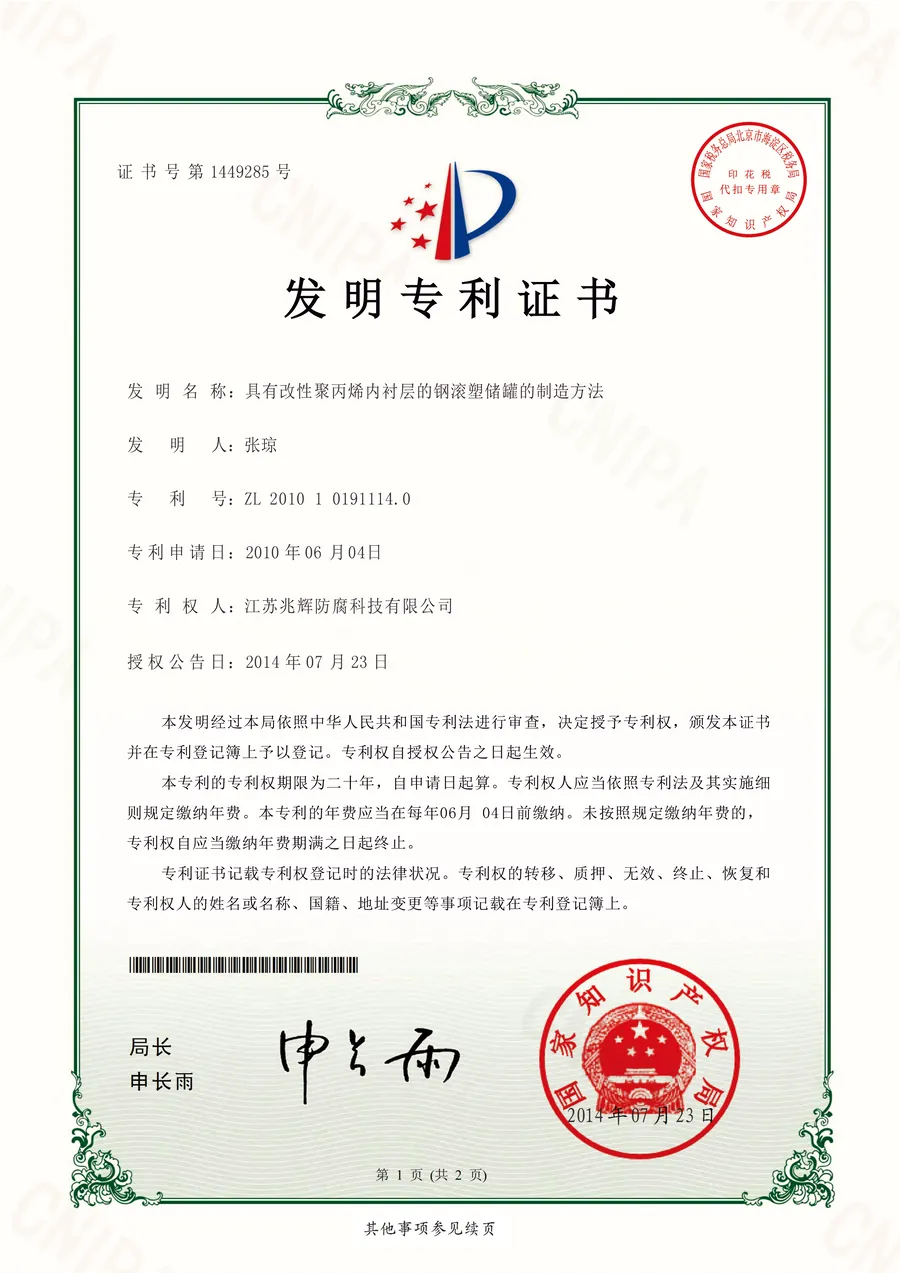 证书号第1449285号
国家税务总局北京市海淀区税务局
印花税
代扣专用章
国家知识产权局
发明专利证书
发明名称：具有改性聚丙烯内衬层的钢滚塑储罐的制造方法
发明人：张琼
专利号：ZL 2010 1 0191114.0
专利申请日：2010年06月04日
专利权人：江苏兆辉防腐科技有限公司
授权公告日：2014年07月23日
本发明经过本局依照中华人民共和国专利法进行审查，决定授予专利权，颁发本证书
并在专利登记簿上予以登记。专利权自授权公告之日起生效。
本专利的专利权期限为二十年，自申请日起算。专利权人应当依照专利法及其实施细
则规定缴纳年费。本专利的年费应当在每年06月 04日前缴纳。未按照规定缴纳年费的，
专利权自应当缴纳年费期满之日起终止。
专利证书记载专利权登记时的法律状况。专利权的转移、质押、无效、终止、恢复和
专利权人的姓名或名称、国籍、地址变更等事项记载在专利登记簿上。
局长
申长雨
申长雨
国家知识产权局
2014年07月23日
第 1 页 (共 2 页)
其他事项参见续页
CNIPA